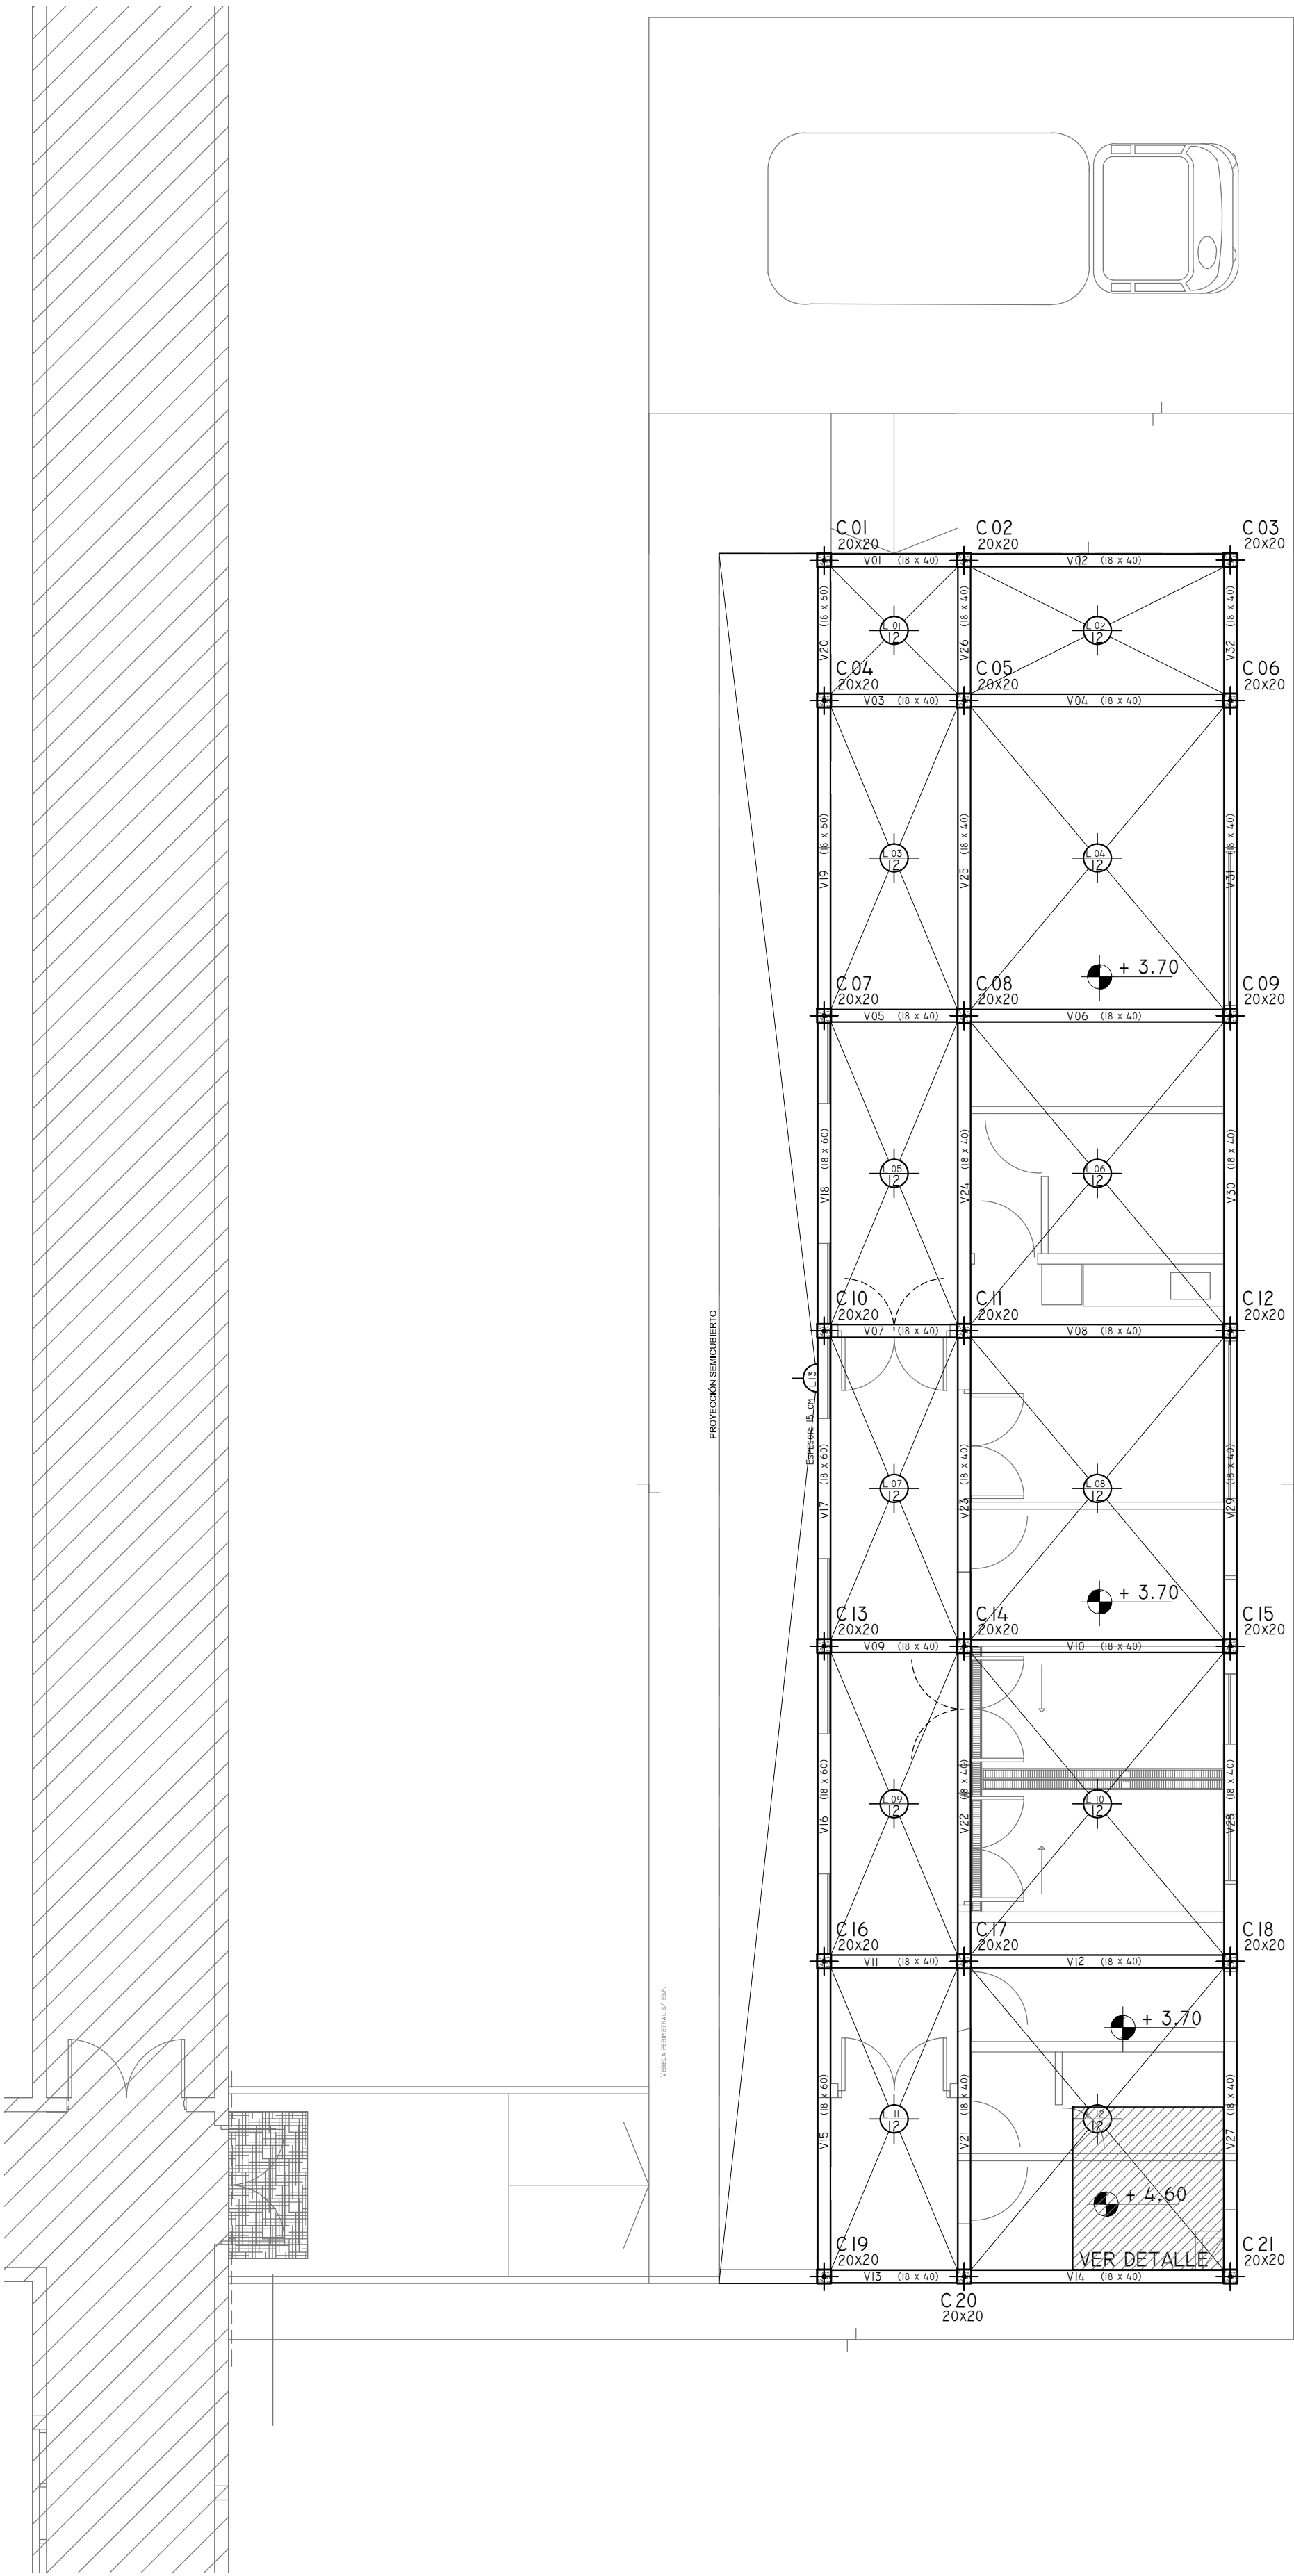 C 01
20x20
C 02
20x20
C 03
20x20
V01 (18 x 40)
V02 (18 x 40)
V20 (18 x 60)
V26 (18 x 40)
V32 (18 x 40)
L 01
12
L 02
12
C 04
20x20
C 05
20x20
C 06
20x20
V03 (18 x 40)
V04 (18 x 40)
V19 (18 x 60)
V25 (18 x 40)
V31 (18 x 40)
L 03
12
L 04
12
+ 3.70
C 07
20x20
C 08
20x20
C 09
20x20
V05 (18 x 40)
V06 (18 x 40)
V18 (18 x 60)
V24 (18 x 40)
V30 (18 x 40)
L 05
12
L 06
12
C 10
20x20
C 11
20x20
C 12
20x20
V07 (18 x 40)
V08 (18 x 40)
PROYECCIÓN SEMICUBIERTO
L13
ESPESOR: 15 CM
V17 (18 x 60)
V23 (18 x 40)
V29 (18 x 40)
L 07
12
L 08
12
+ 3.70
C 13
20x20
C 14
20x20
C 15
20x20
V09 (18 x 40)
V10 (18 x 40)
V16 (18 x 60)
V22 (18 x 40)
V28 (18 x 40)
L 09
12
L 10
12
C 16
20x20
C 17
20x20
C 18
20x20
V11 (18 x 40)
V12 (18 x 40)
VEREDA PERIMETRAL S/ ESP.
+ 3.70
V15 (18 x 60)
V21 (18 x 40)
V27 (18 x 40)
L 11
12
L 12
12
+ 4.60
VER DETALLE
C 19
20x20
C 21
20x20
V13 (18 x 40)
V14 (18 x 40)
C 20
20x20